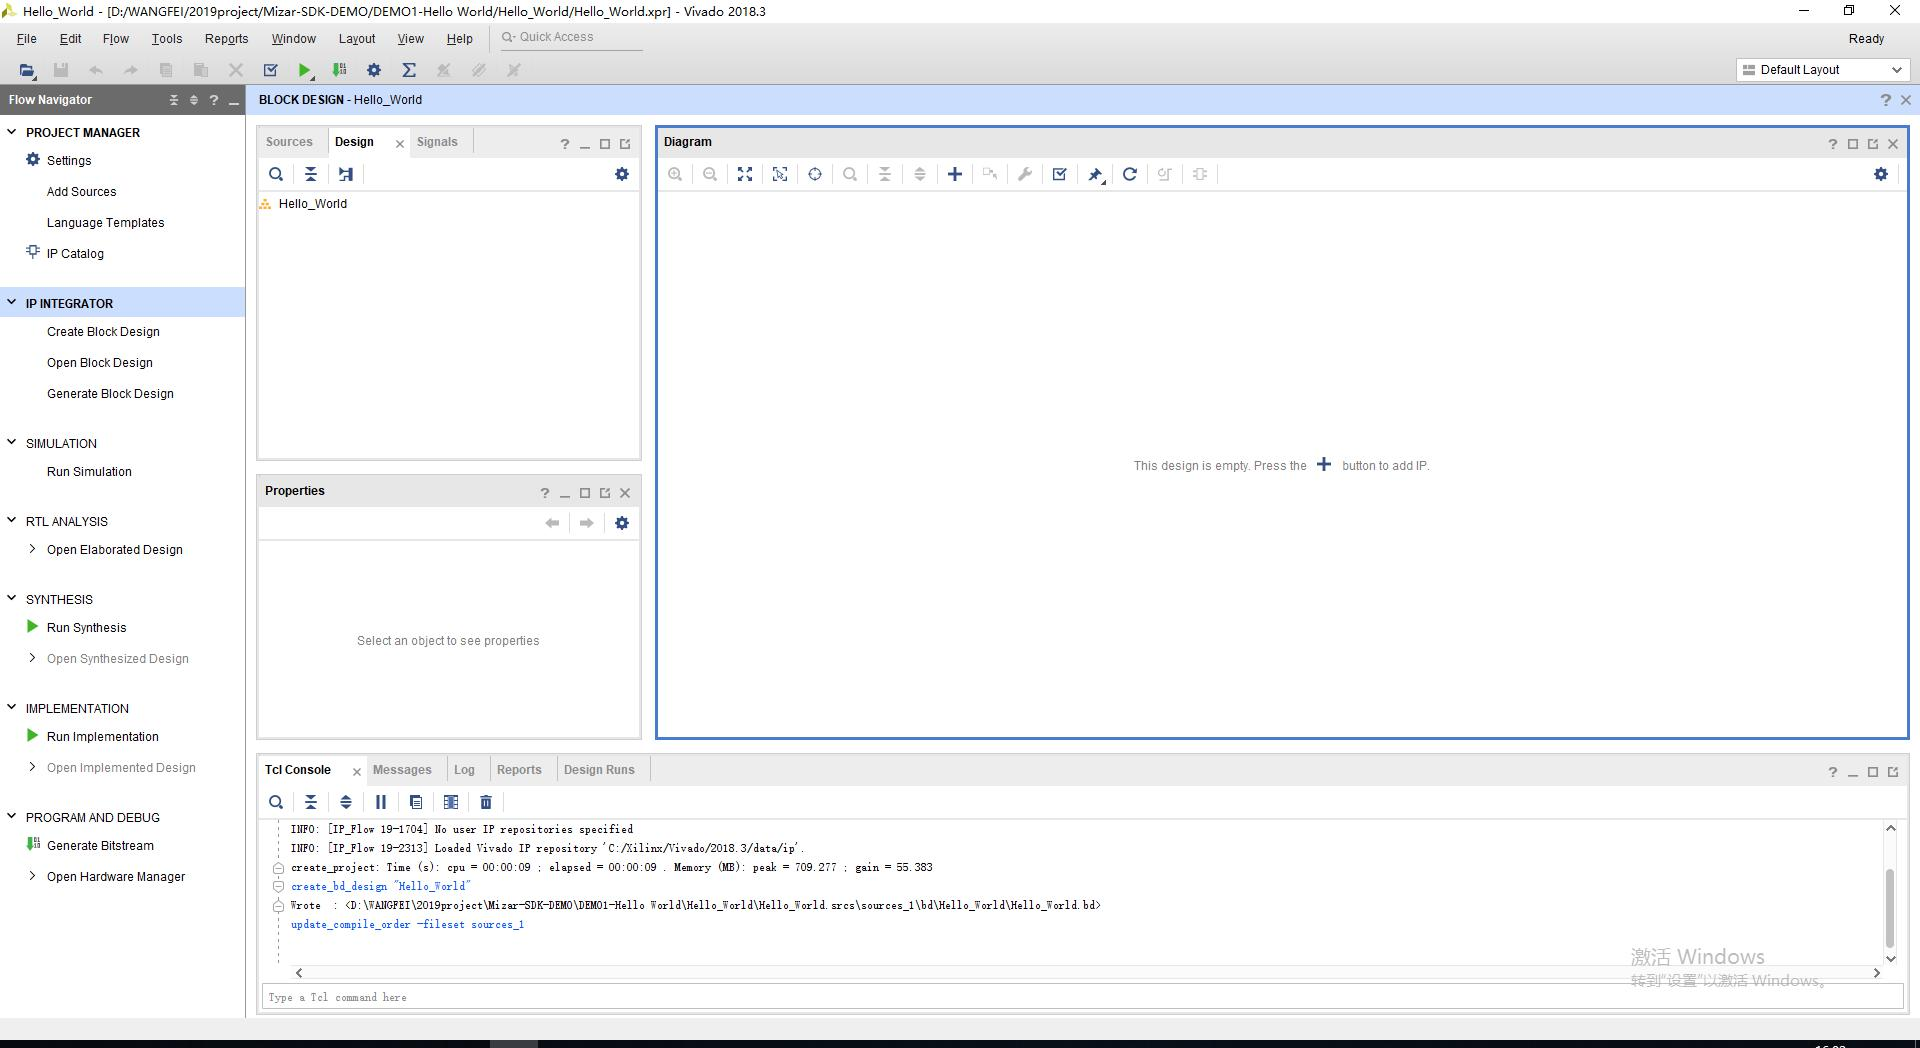 Hello_World - [D:/WANGFEI/2019project/Mizar-SDK-DEMO/DEMO1-Hello World/Hello_World/Hello_World.xpr] - Vivado 2018.3
File Edit Flow Tools Reports Window Layout View Help Quick Access Ready
Default Layout
Flow Navigator
BLOCK DESIGN - Hello_World
PROJECT MANAGER
Settings
Add Sources
Language Templates
IP Catalog
IP INTEGRATOR
Create Block Design
Open Block Design
Generate Block Design
SIMULATION
Run Simulation
RTL ANALYSIS
Open Elaborated Design
SYNTHESIS
Run Synthesis
Open Synthesized Design
IMPLEMENTATION
Run Implementation
Open Implemented Design
PROGRAM AND DEBUG
Generate Bitstream
Open Hardware Manager
Sources Design Signals
Hello_World
Properties
Select an object to see properties
Diagram
This design is empty. Press the + button to add IP.
Tcl Console Messages Log Reports Design Runs
INFO: [IP_Flow 19-1704] No user IP repositories specified
INFO: [IP_Flow 19-2313] Loaded Vivado IP repository 'C:/Xilinx/Vivado/2018.3/data/ip'.
create_project: Time (s): cpu = 00:00:09 ; elapsed = 00:00:09 . Memory (MB): peak = 709.277 ; gain = 55.383
create_bd_design "Hello_World"
Wrote : <D:\WANGFEI\2019project\Mizar-SDK-DEMO\DEMO1-Hello World\Hello_World\Hello_World.srcs\sources_1\bd\Hello_World\Hello_World.bd>
update_compile_order -fileset sources_1
Type a Tcl command here
激活 Windows
转到"设置"以激活 Windows。